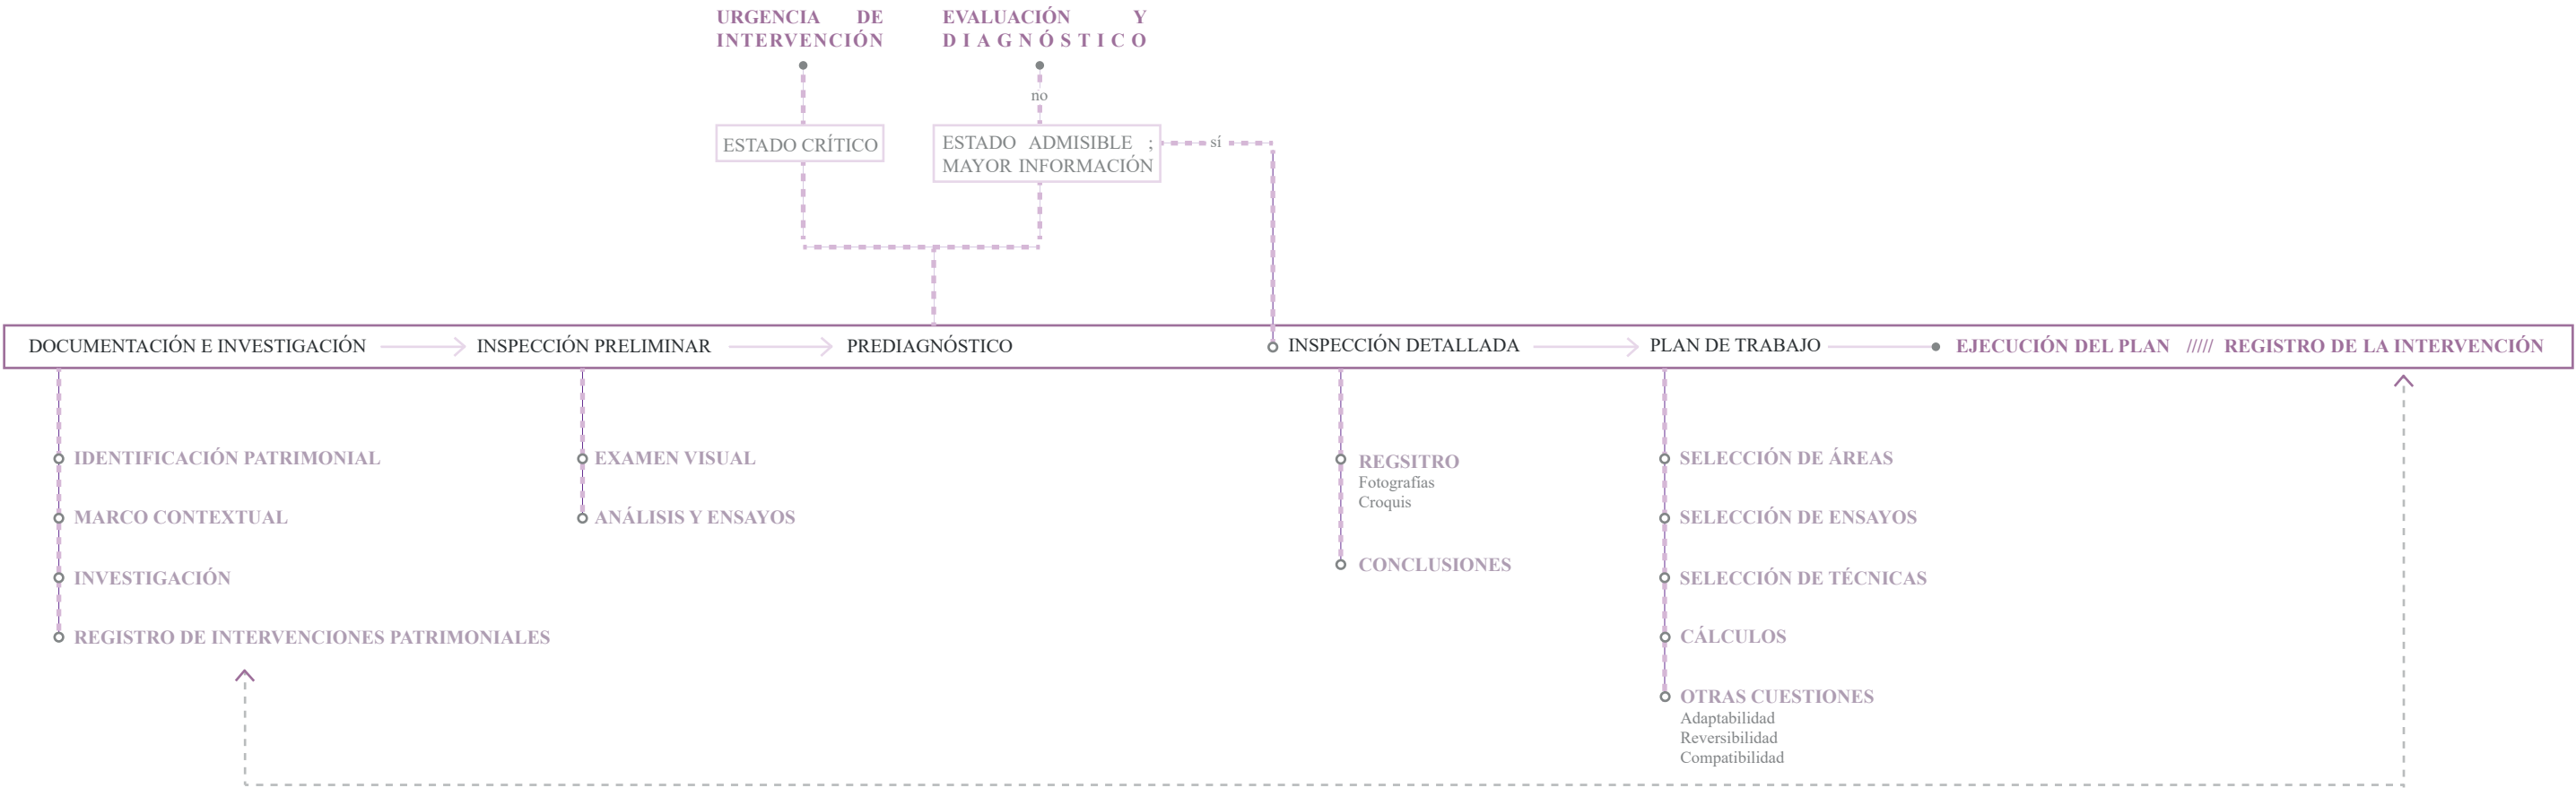 URGENCIA DE
INTERVENCIÓN
EVALUACIÓN Y
DIAGNÓSTICO
no
ESTADO CRÍTICO
ESTADO ADMISIBLE ;
MAYOR INFORMACIÓN
sí
DOCUMENTACIÓN E INVESTIGACIÓN
INSPECCIÓN PRELIMINAR
PREDIAGNÓSTICO
INSPECCIÓN DETALLADA
PLAN DE TRABAJO
EJECUCIÓN DEL PLAN ///// REGISTRO DE LA INTERVENCIÓN
IDENTIFICACIÓN PATRIMONIAL
MARCO CONTEXTUAL
INVESTIGACIÓN
REGISTRO DE INTERVENCIONES PATRIMONIALES
EXAMEN VISUAL
ANÁLISIS Y ENSAYOS
REGSITRO
Fotografías
Croquis
CONCLUSIONES
SELECCIÓN DE ÁREAS
SELECCIÓN DE ENSAYOS
SELECCIÓN DE TÉCNICAS
CÁLCULOS
OTRAS CUESTIONES
Adaptabilidad
Reversibilidad
Compatibilidad